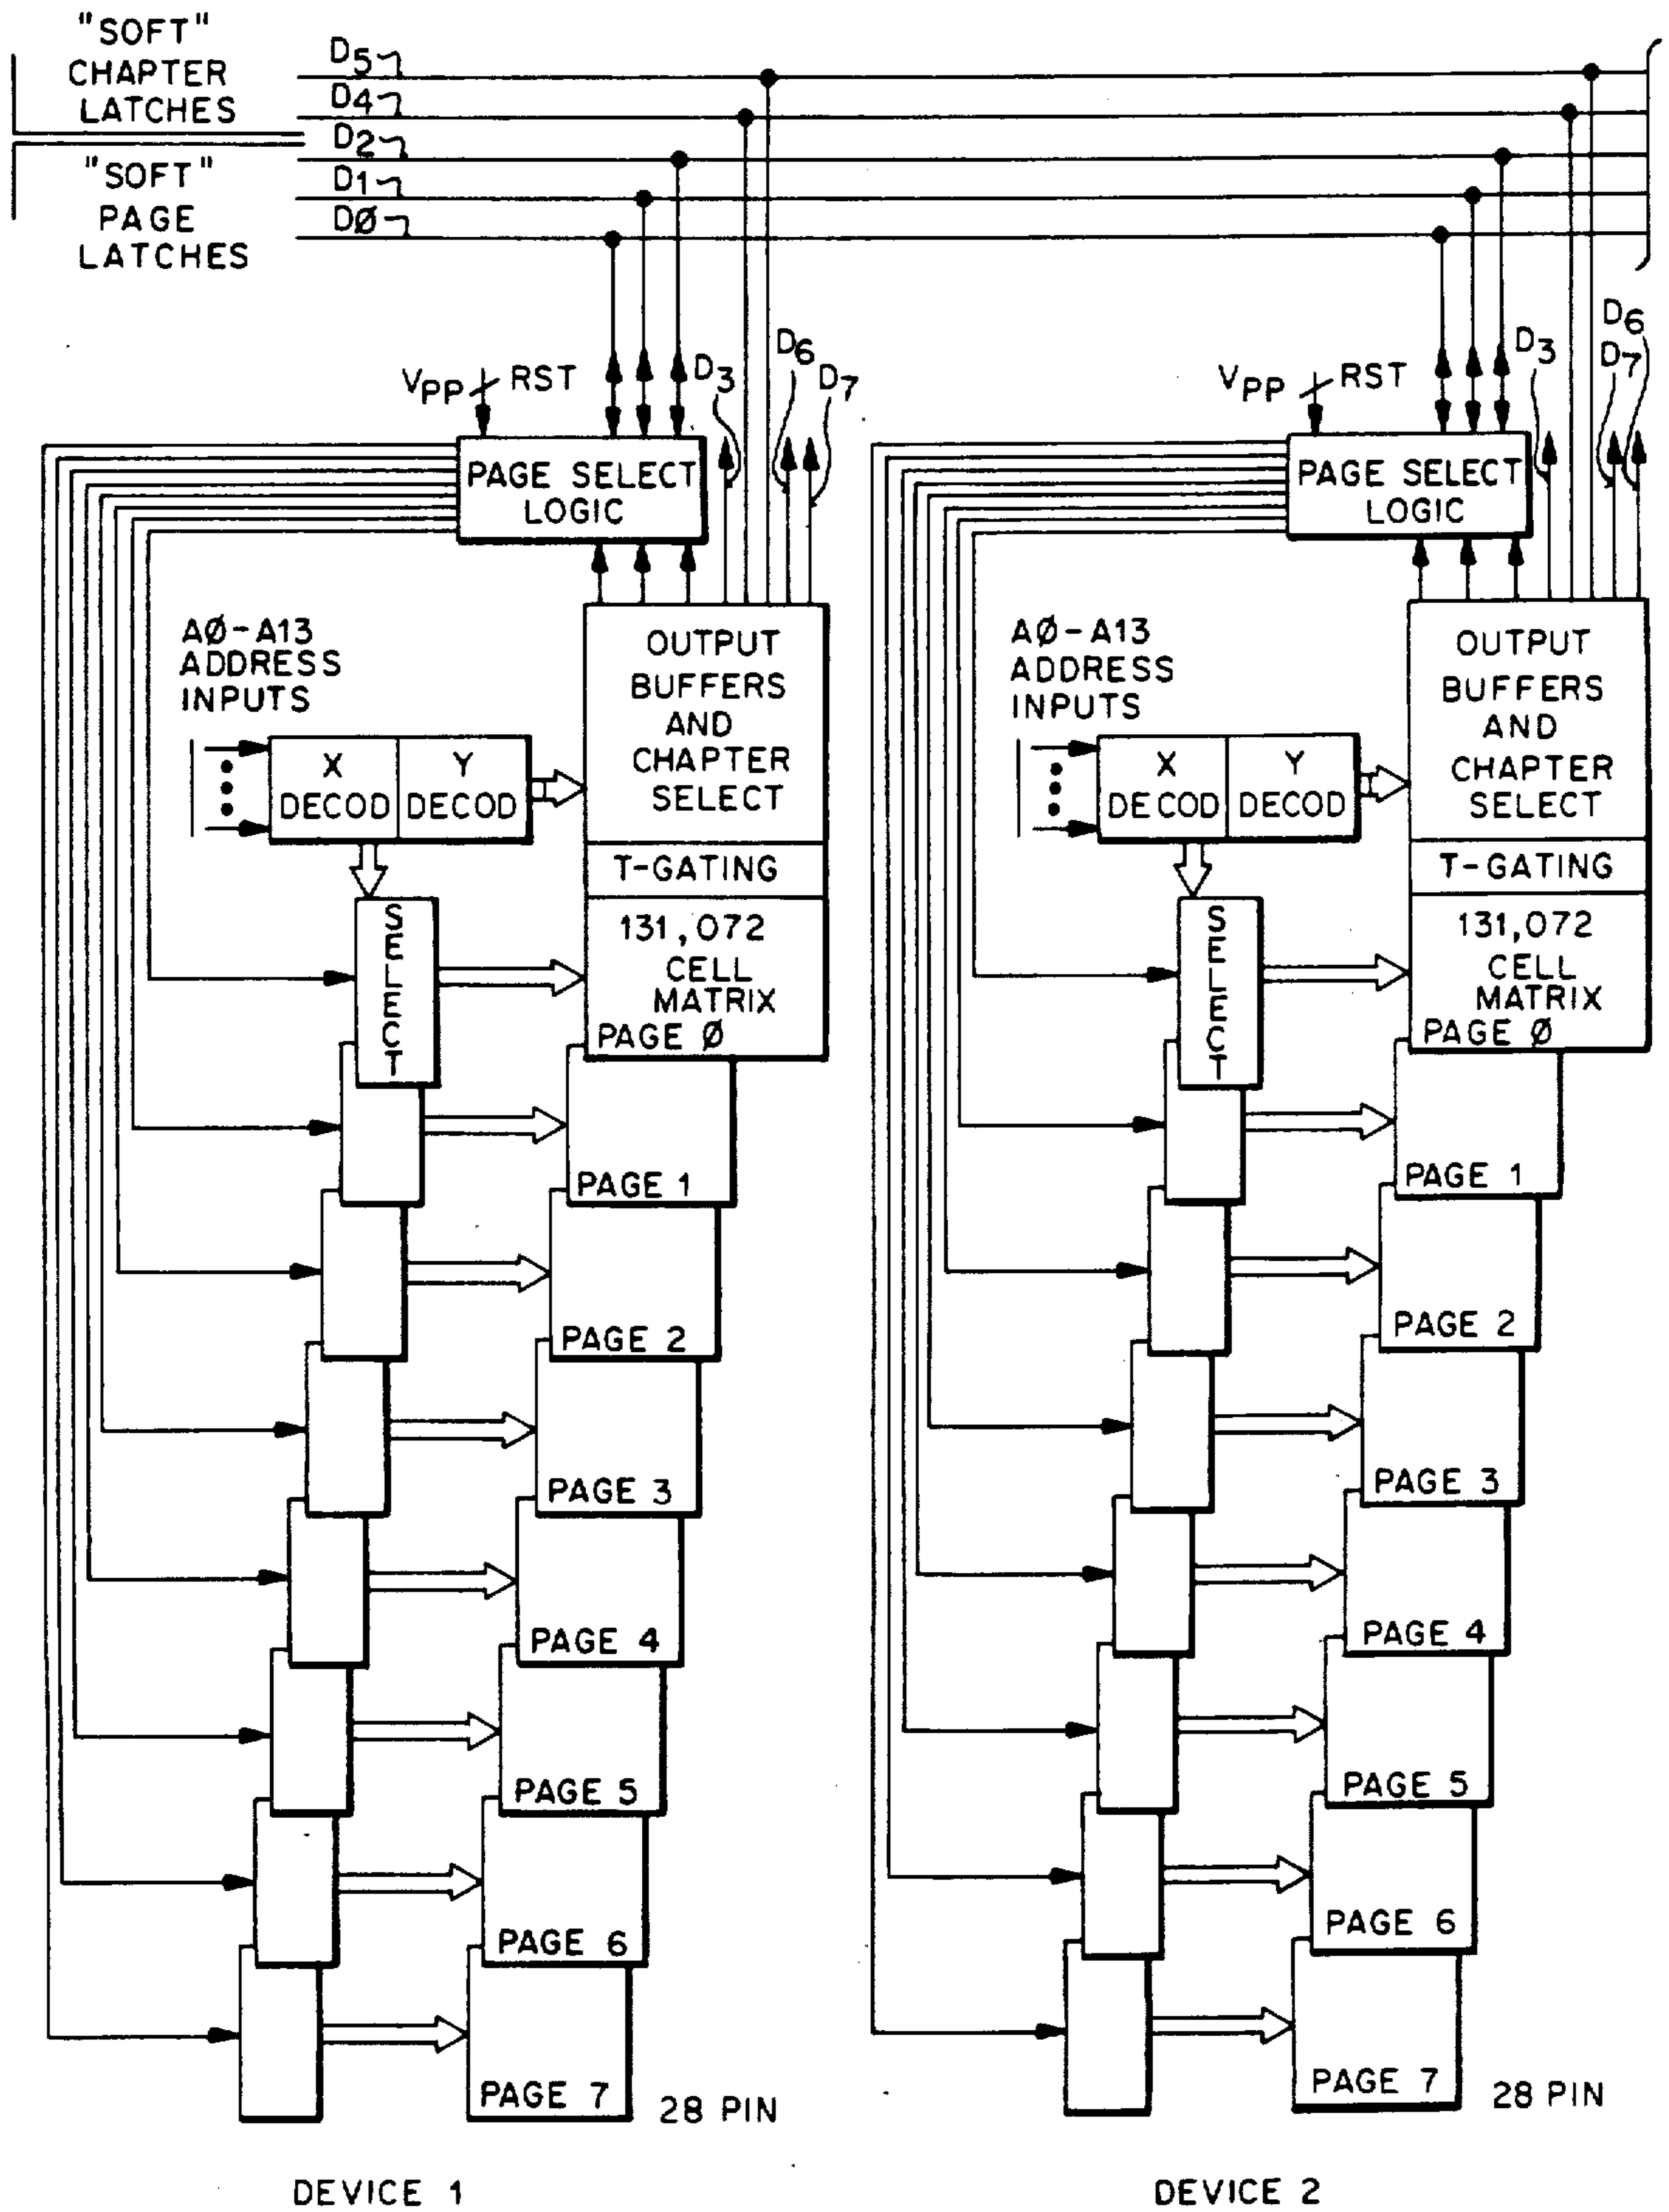 "SOFT"
CHAPTER
LATCHES
D5
D4
D2
D1
DØ
"SOFT"
PAGE
LATCHES
VPP
RST
D3
D6
D7
PAGE SELECT
LOGIC
AØ-A13
ADDRESS
INPUTS
X
DECOD
Y
DECOD
OUTPUT
BUFFERS
AND
CHAPTER
SELECT
T-GATING
131,072
CELL
MATRIX
PAGE Ø
SELECT
PAGE 1
PAGE 2
PAGE 3
PAGE 4
PAGE 5
PAGE 6
PAGE 7
28 PIN
DEVICE 1
VPP
RST
D3
D6
D7
PAGE SELECT
LOGIC
AØ-A13
ADDRESS
INPUTS
X
DECOD
Y
DECOD
OUTPUT
BUFFERS
AND
CHAPTER
SELECT
T-GATING
131,072
CELL
MATRIX
PAGE Ø
SELECT
PAGE 1
PAGE 2
PAGE 3
PAGE 4
PAGE 5
PAGE 6
PAGE 7
28 PIN
DEVICE 2